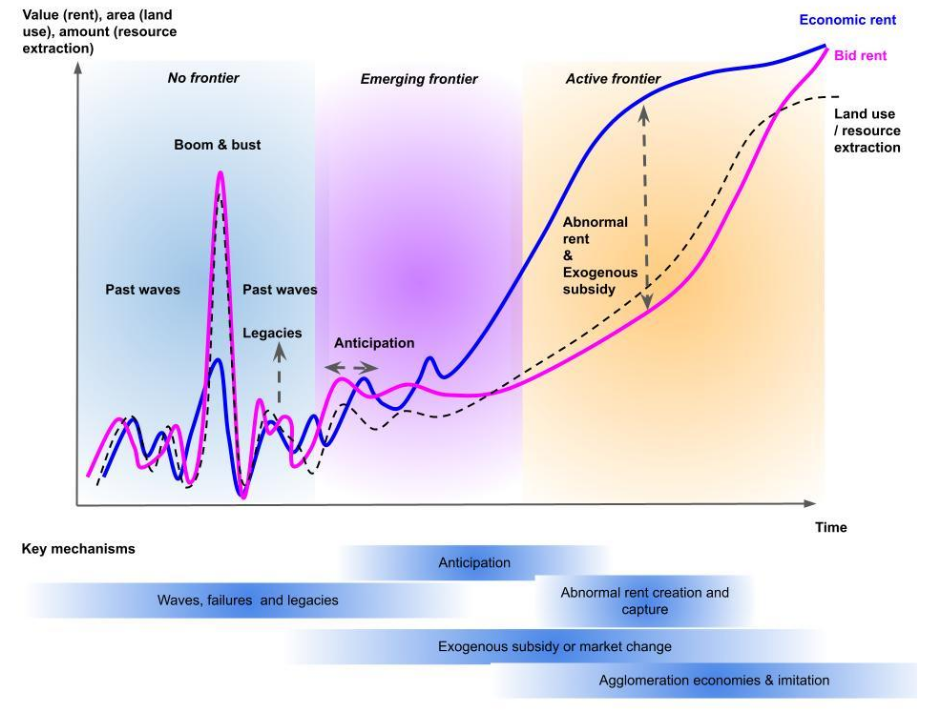 Value (rent), area (land
use), amount (resource
extraction)
Economic rent
Bid rent
No frontier
Emerging frontier
Active frontier
Land use
/ resource
extraction
Boom & bust
Abnormal
rent
&
Exogenous
subsidy
Past waves
Past waves
Legacies
Anticipation
Time
Key mechanisms
Anticipation
Waves, failures and legacies
Abnormal rent creation and
capture
Exogenous subsidy or market change
Agglomeration economies & imitation